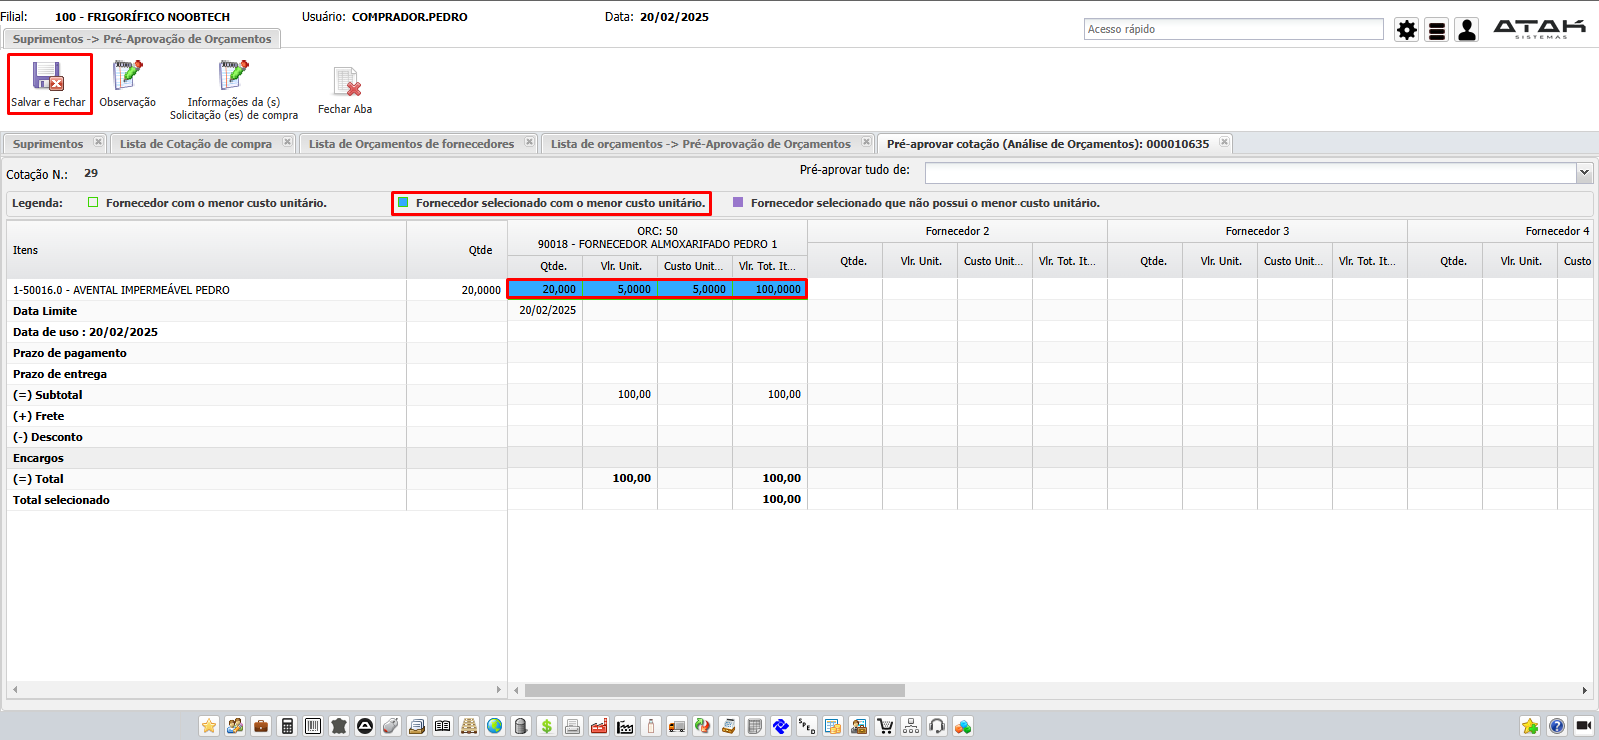 Filial: 100 - FRIGORÍFICO NOOBTECH Usuário: COMPRADOR.PEDRO Data: 20/02/2025
Suprimentos -> Pré-Aprovação de Orçamentos
Acesso rápido
ATAK
SISTEMAS
Salvar e Fechar
Observação
Informações da (s)
Solicitação (es) de compra
Fechar Aba
Suprimentos
Lista de Cotação de compra
Lista de Orçamentos de fornecedores
Lista de orçamentos -> Pré-Aprovação de Orçamentos
Pré-aprovar cotação (Análise de Orçamentos): 000010635
Cotação N.: 29
Pré-aprovar tudo de:
Legenda: Fornecedor com o menor custo unitário. Fornecedor selecionado com o menor custo unitário. Fornecedor selecionado que não possui o menor custo unitário.
Itens Qtde
ORC: 50
90018 - FORNECEDOR ALMOXARIFADO PEDRO 1
Fornecedor 2 Fornecedor 3 Fornecedor 4
Qtde. Vlr. Unit. Custo Unit... Vlr. Tot. It... Qtde. Vlr. Unit. Custo Unit... Vlr. Tot. It... Qtde. Vlr. Unit. Custo Unit... Vlr. Tot. It... Qtde. Vlr. Unit. Custo
1-50016.0 - AVENTAL IMPERMEÁVEL PEDRO 20,0000 20,000 5,0000 5,0000 100,0000
Data Limite 20/02/2025
Data de uso : 20/02/2025
Prazo de pagamento
Prazo de entrega
(=) Subtotal 100,00 100,00
(+) Frete
(-) Desconto
Encargos
(=) Total 100,00 100,00
Total selecionado 100,00
SPED